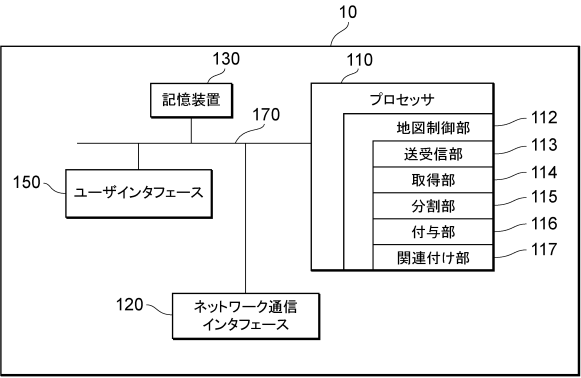 10
130
記憶装置
110
プロセッサ
170
地図制御部
112
送受信部
113
取得部
114
分割部
115
付与部
116
関連付け部
117
150
ユーザインタフェース
120
ネットワーク通信
インタフェース